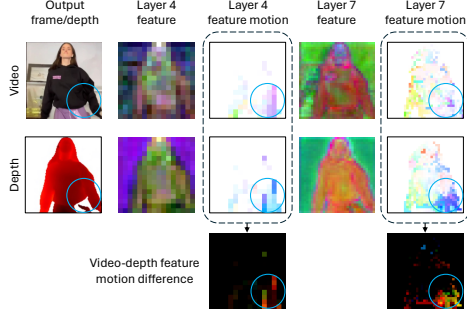 Output
frame/depth
Layer 4
feature
Layer 4
feature motion
Layer 7
feature
Layer 7
feature motion
Video
Depth
Video-depth feature
motion difference